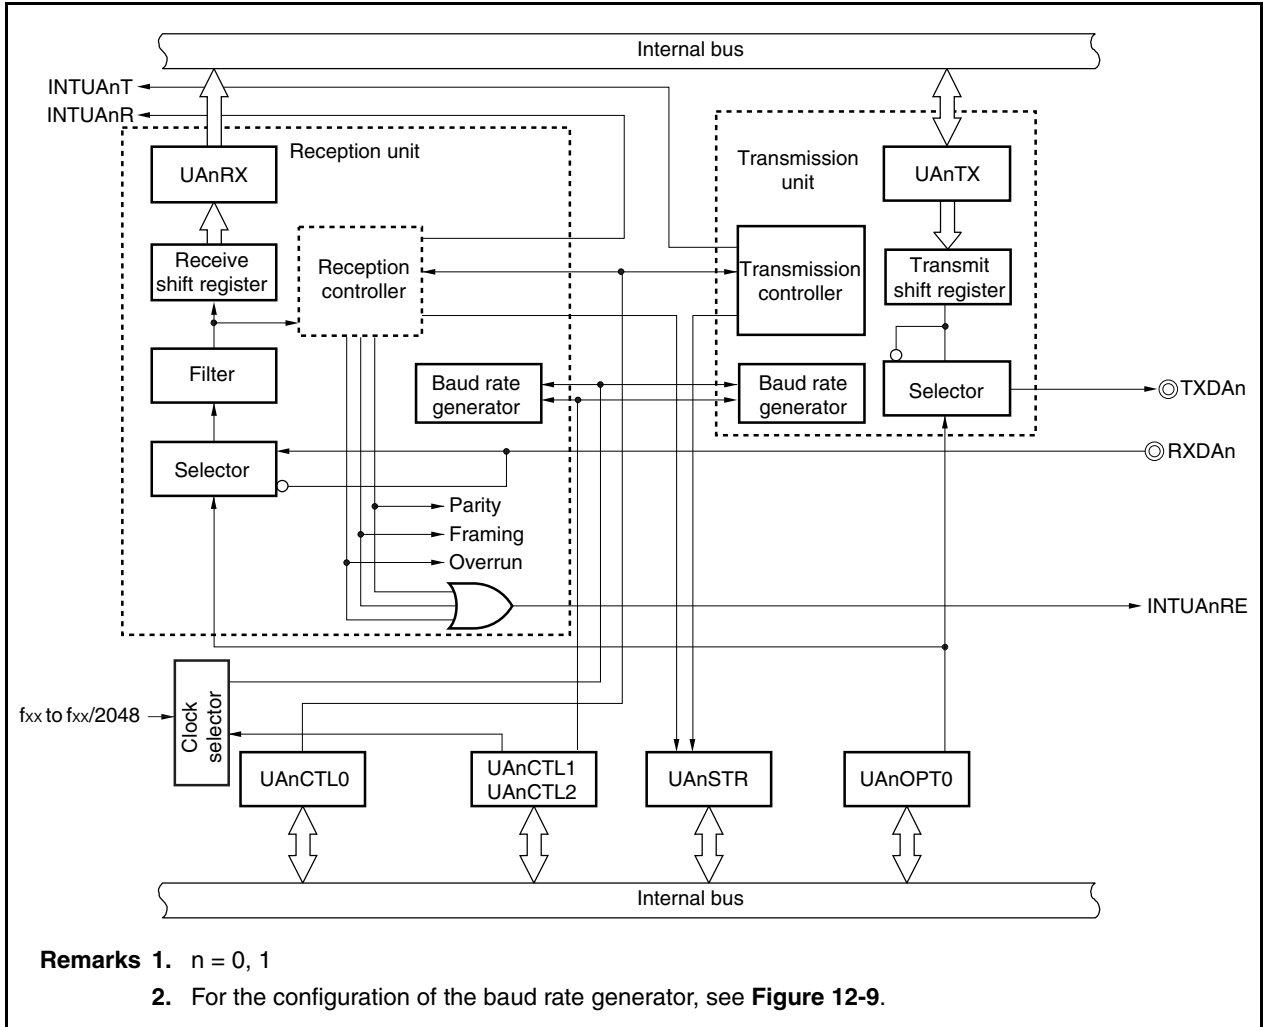 Internal bus
INTUAnT
INTUAnR
Reception unit
UAnRX
Transmission
unit
UAnTX
Receive
shift register
Reception
controller
Transmission
controller
Transmit
shift register
Filter
Baud rate
generator
Baud rate
generator
Selector
TXDAn
RXDAn
Selector
Parity
Framing
Overrun
INTUAnRE
fxx to fxx/2048
Clock
selector
UAnCTL0
UAnCTL1
UAnCTL2
UAnSTR
UAnOPT0
Internal bus
Remarks 1. n = 0, 1
2. For the configuration of the baud rate generator, see Figure 12-9.